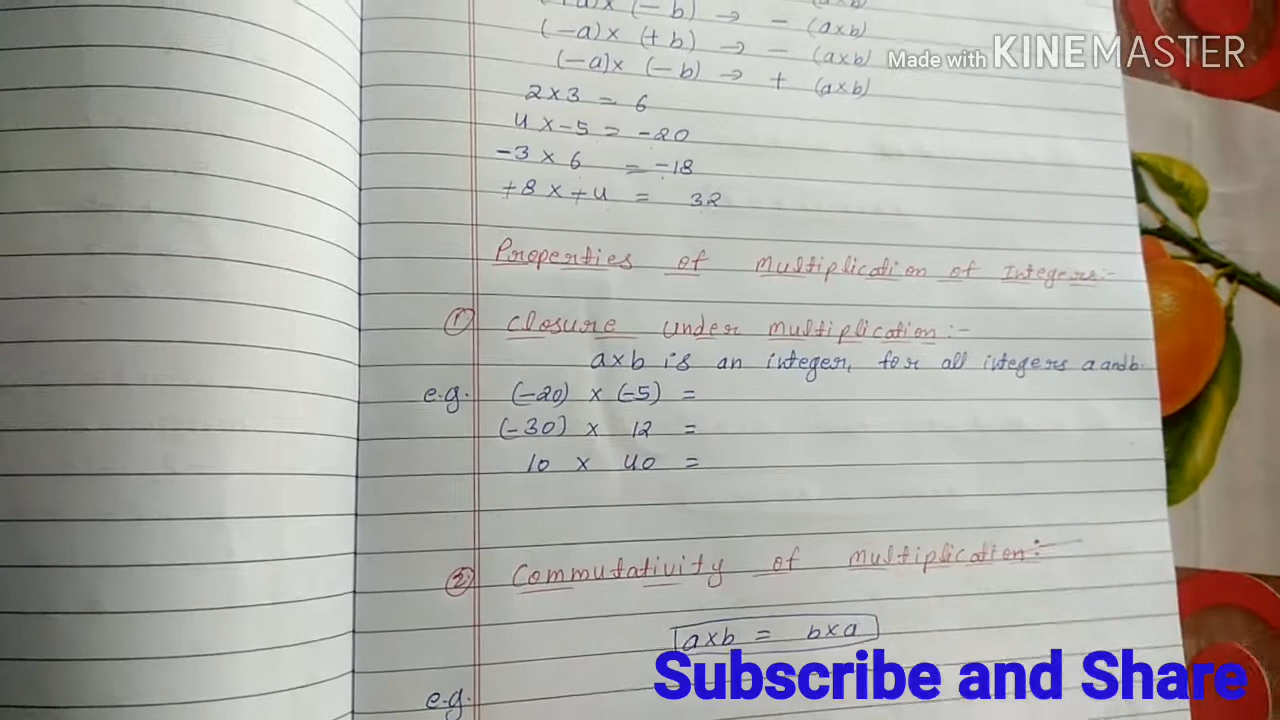 a) × (– b) → – (a×b)
(–a) × (+ b) → – (a×b)
(–a)× (–b) → + (a×b)
Made with KINEMASTER
2×3 = 6
4 × –5 = –20
–3 × 6 = –18
+8 × +4 = 32
Properties of Multiplication of Integers:–
① Closure under multiplication:–
a×b is an integer, for all integers a and b.
e.g. (–20) × (–5) =
(–30) × 12 =
10 × 40 =
② Commutativity of multiplication:
a×b = b×a
Subscribe and Share
e.g.